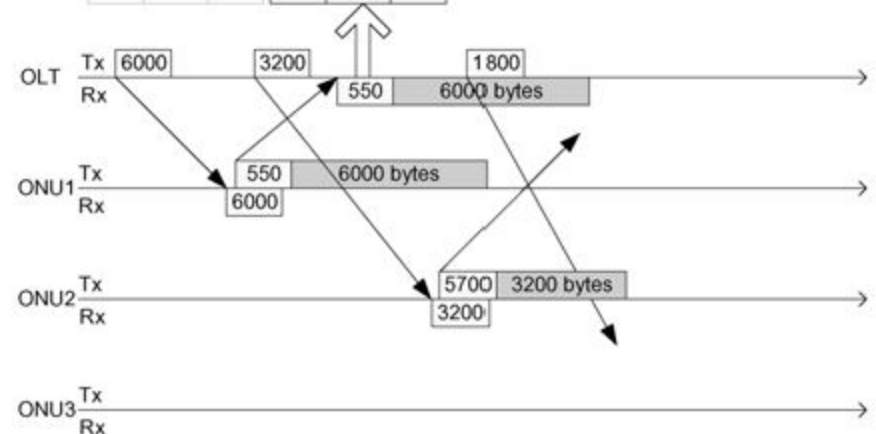 Tx 6000 3200 1800
OLT
Rx 550 6000 bytes
Tx 550 6000 bytes
ONU1
Rx 6000
Tx 5700 3200 bytes
ONU2
Rx 3200
Tx
ONU3
Rx